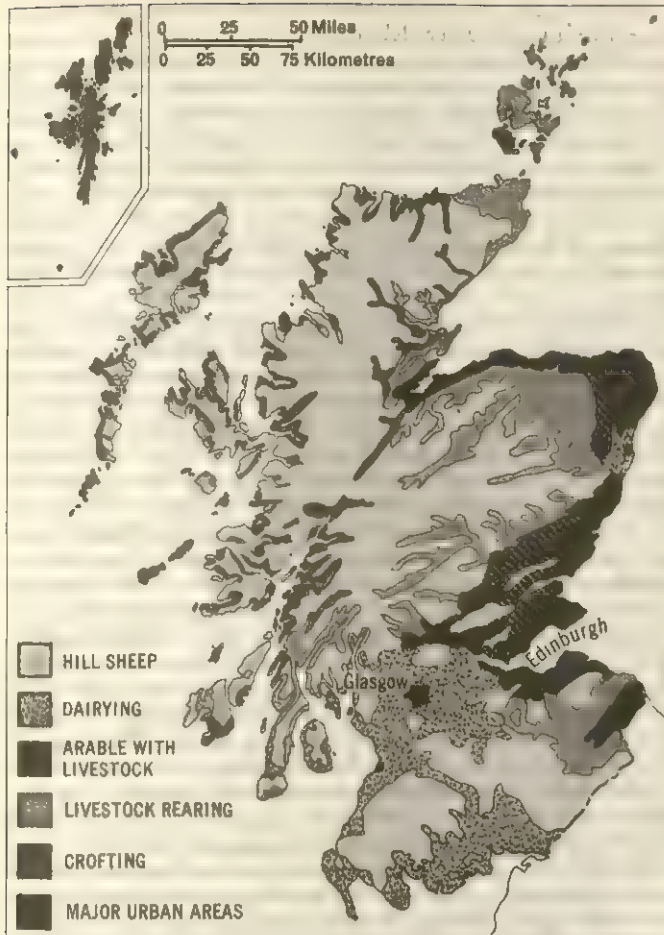 0 25 50 Miles
0 25 50 75 Kilometres
Edinburgh
Glasgow
HILL SHEEP
DAIRYING
ARABLE WITH
LIVESTOCK
LIVESTOCK REARING
CROFTING
MAJOR URBAN AREAS